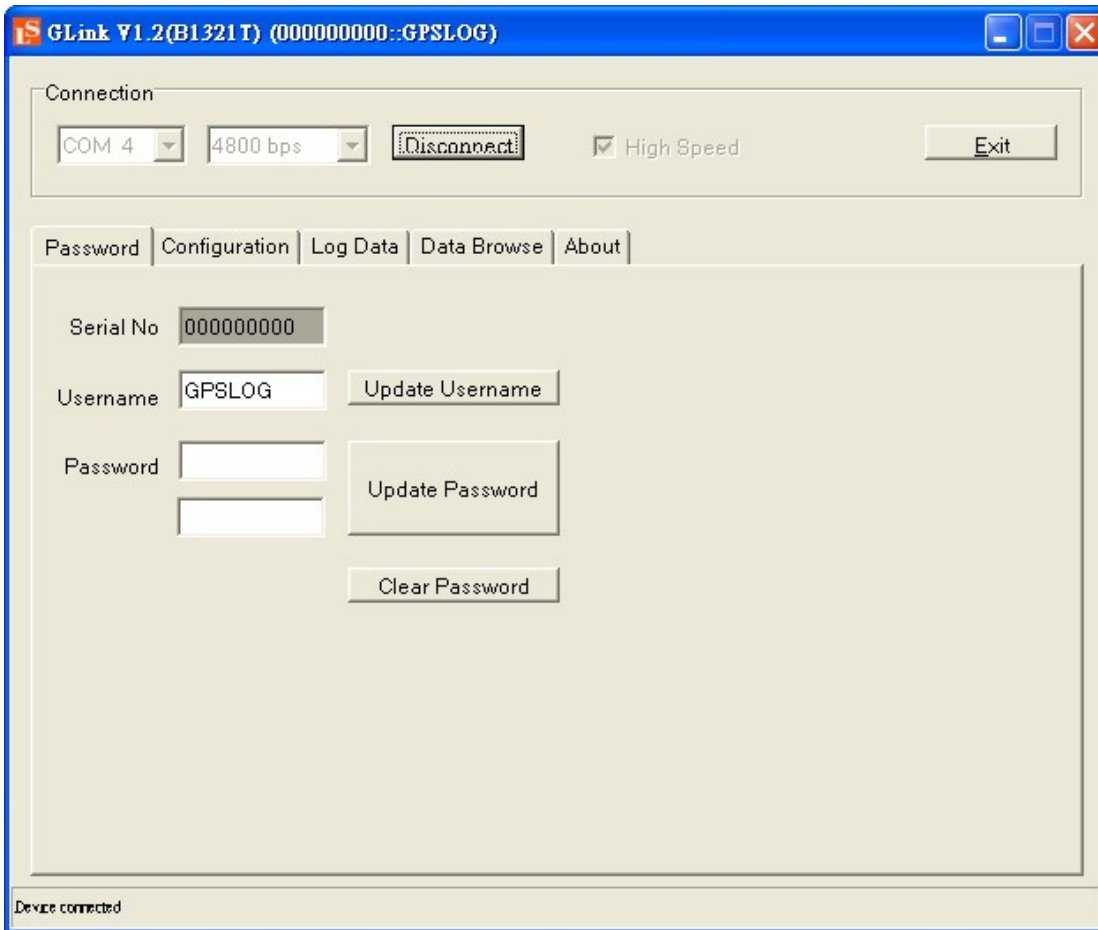 LS GLink V1.2(B1321T) (000000000::GPSLOG)
Connection
COM 4 4800 bps Disconnect High Speed Exit
Password Configuration Log Data Data Browse About
Serial No 000000000
Username GPSLOG Update Username
Password
Update Password
Clear Password
Device connected